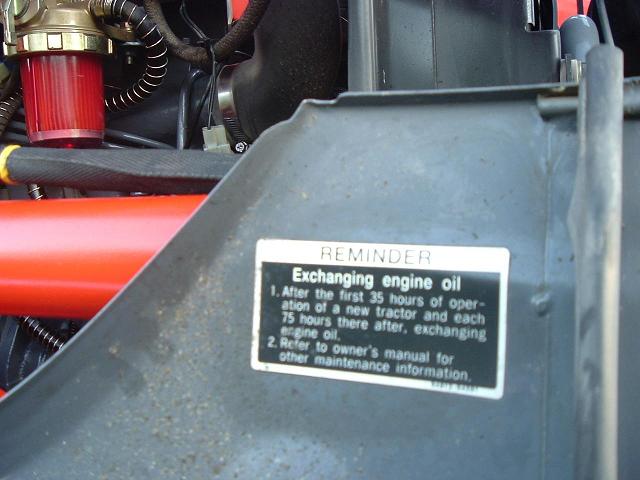 REMINDER
Exchanging engine oil
1. After the first 35 hours of oper-
ation of a new tractor and each
75 hours there after, exchanging
engine oil.
2. Refer to owner's manual for
other maintenance information.